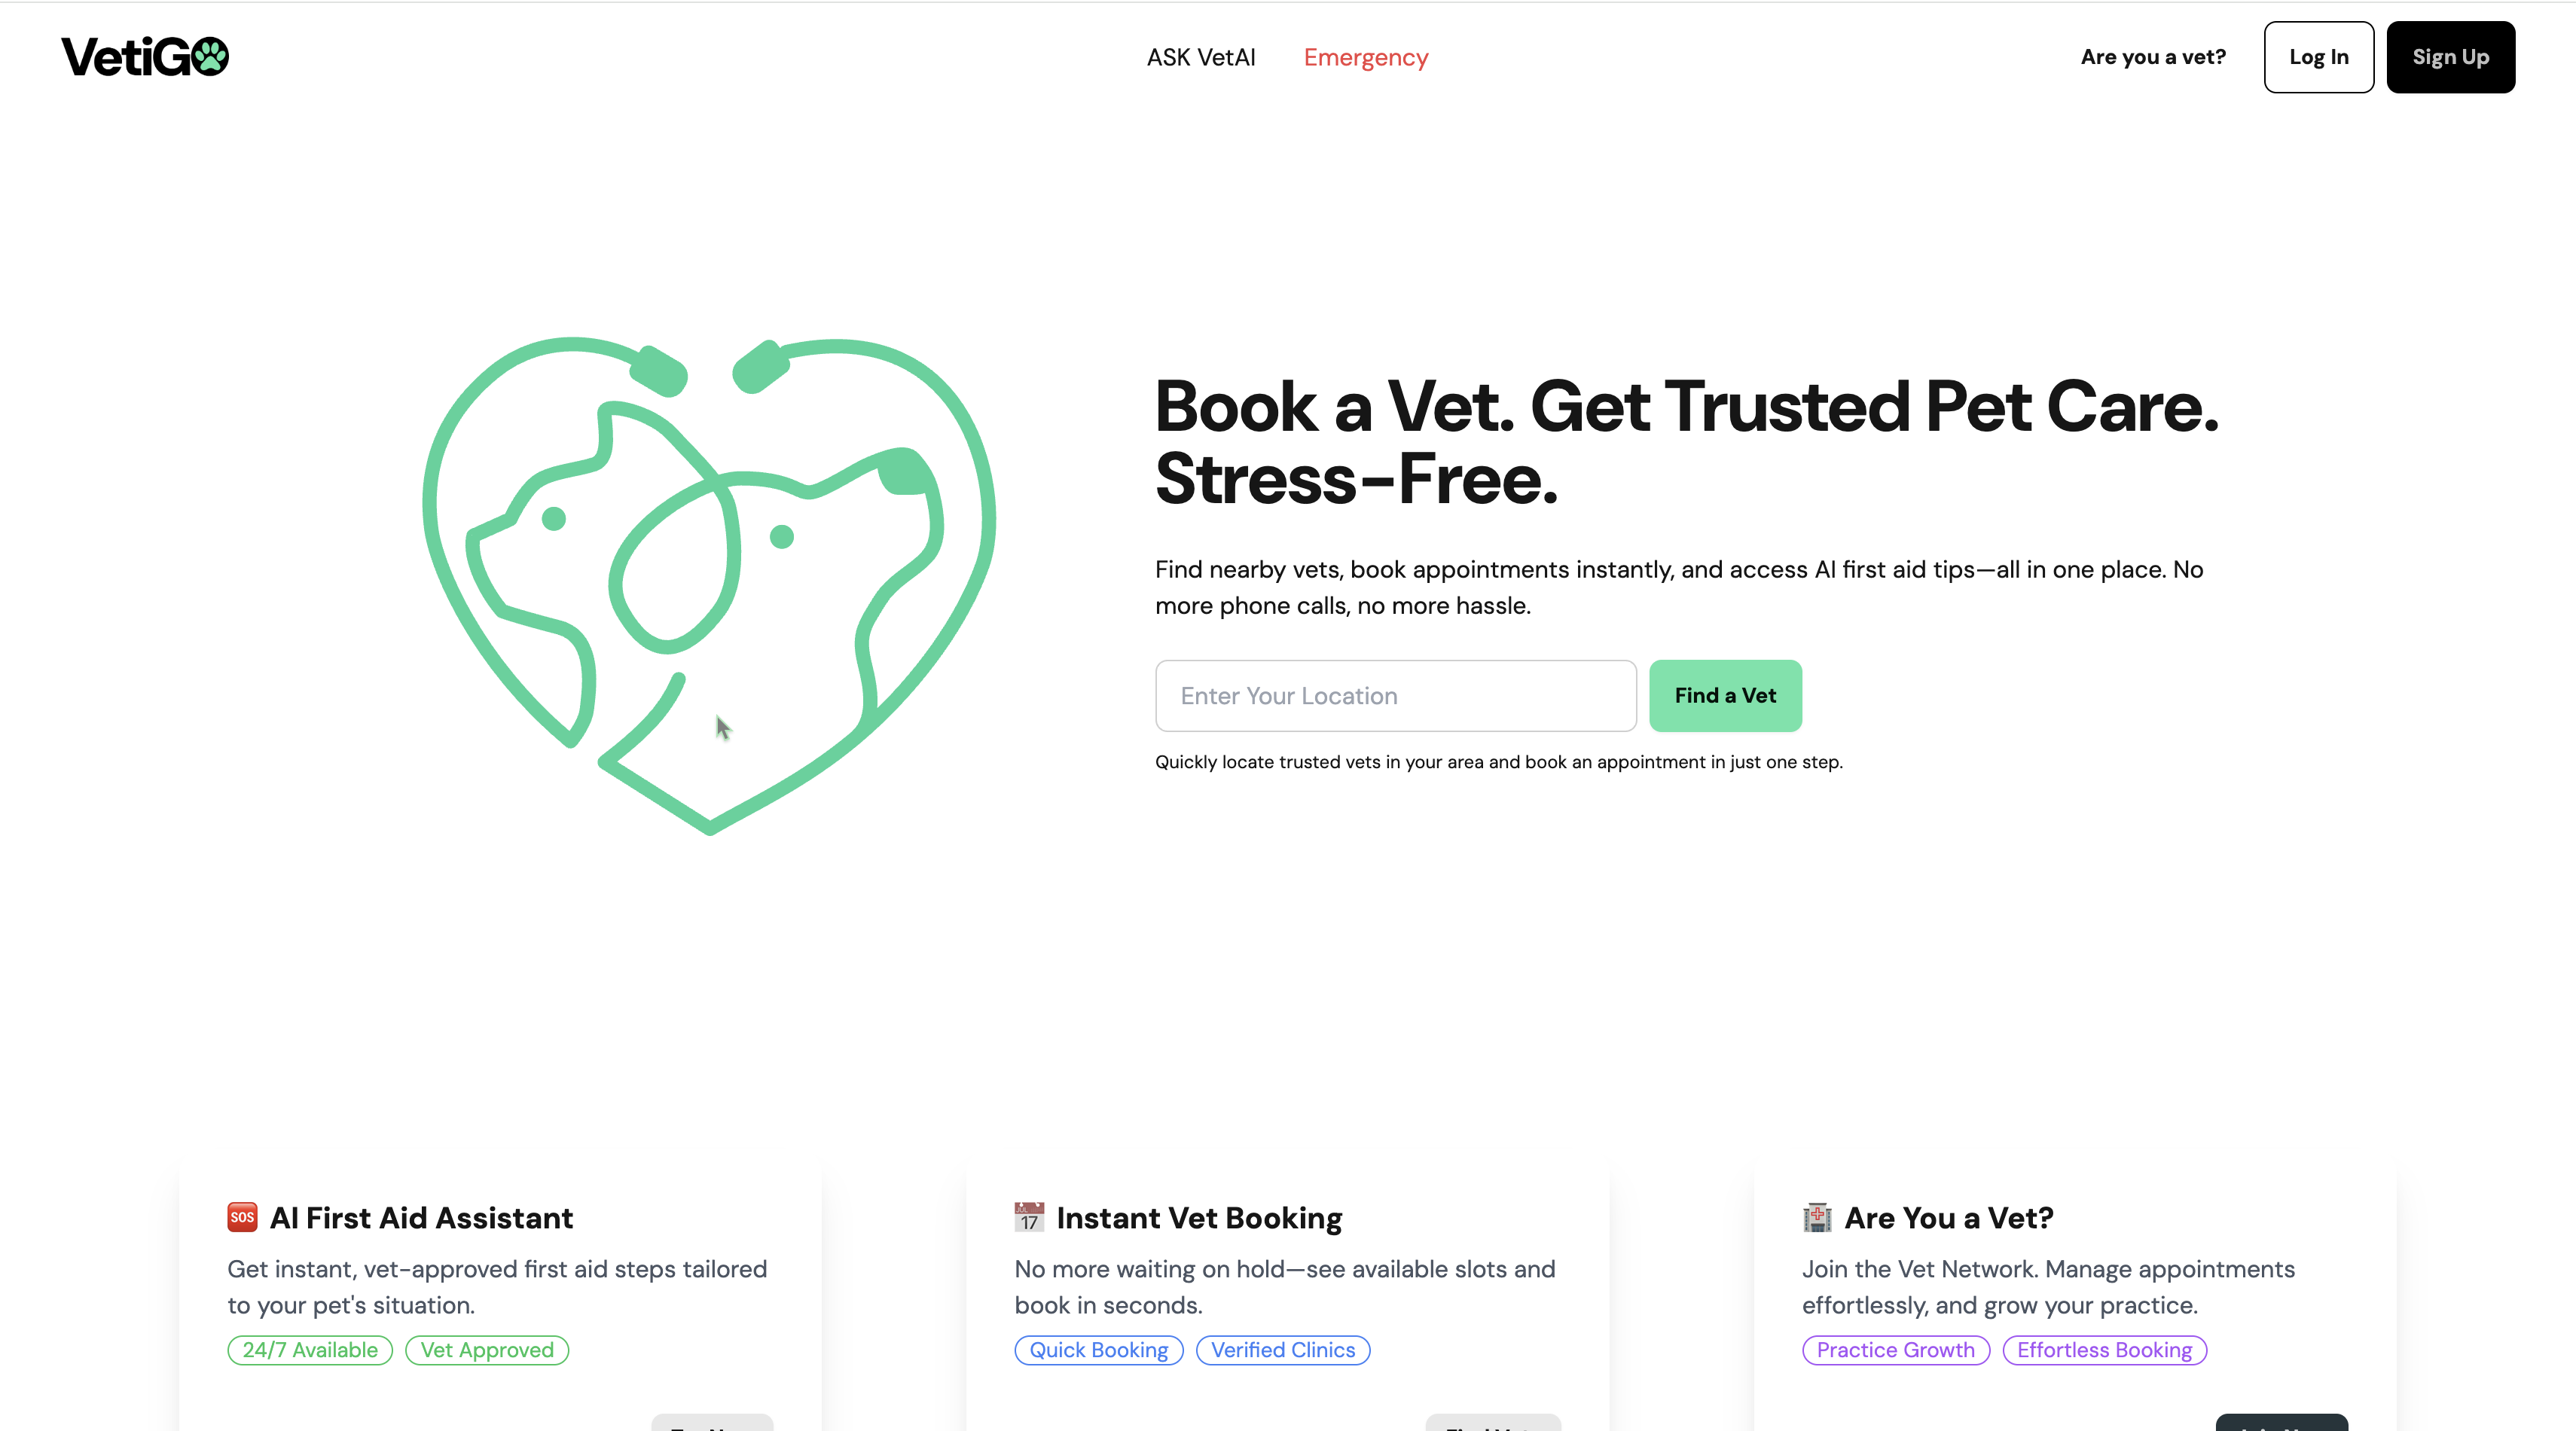 VetiGO
ASK VetAI
Emergency
Are you a vet?
Log In
Sign Up
Book a Vet. Get Trusted Pet Care.
Stress-Free.
Find nearby vets, book appointments instantly, and access AI first aid tips—all in one place. No
more phone calls, no more hassle.
Enter Your Location
Find a Vet
Quickly locate trusted vets in your area and book an appointment in just one step.
SOS
AI First Aid Assistant
Get instant, vet-approved first aid steps tailored
to your pet's situation.
24/7 Available
Vet Approved
JUL
17
Instant Vet Booking
No more waiting on hold—see available slots and
book in seconds.
Quick Booking
Verified Clinics
Are You a Vet?
Join the Vet Network. Manage appointments
effortlessly, and grow your practice.
Practice Growth
Effortless Booking